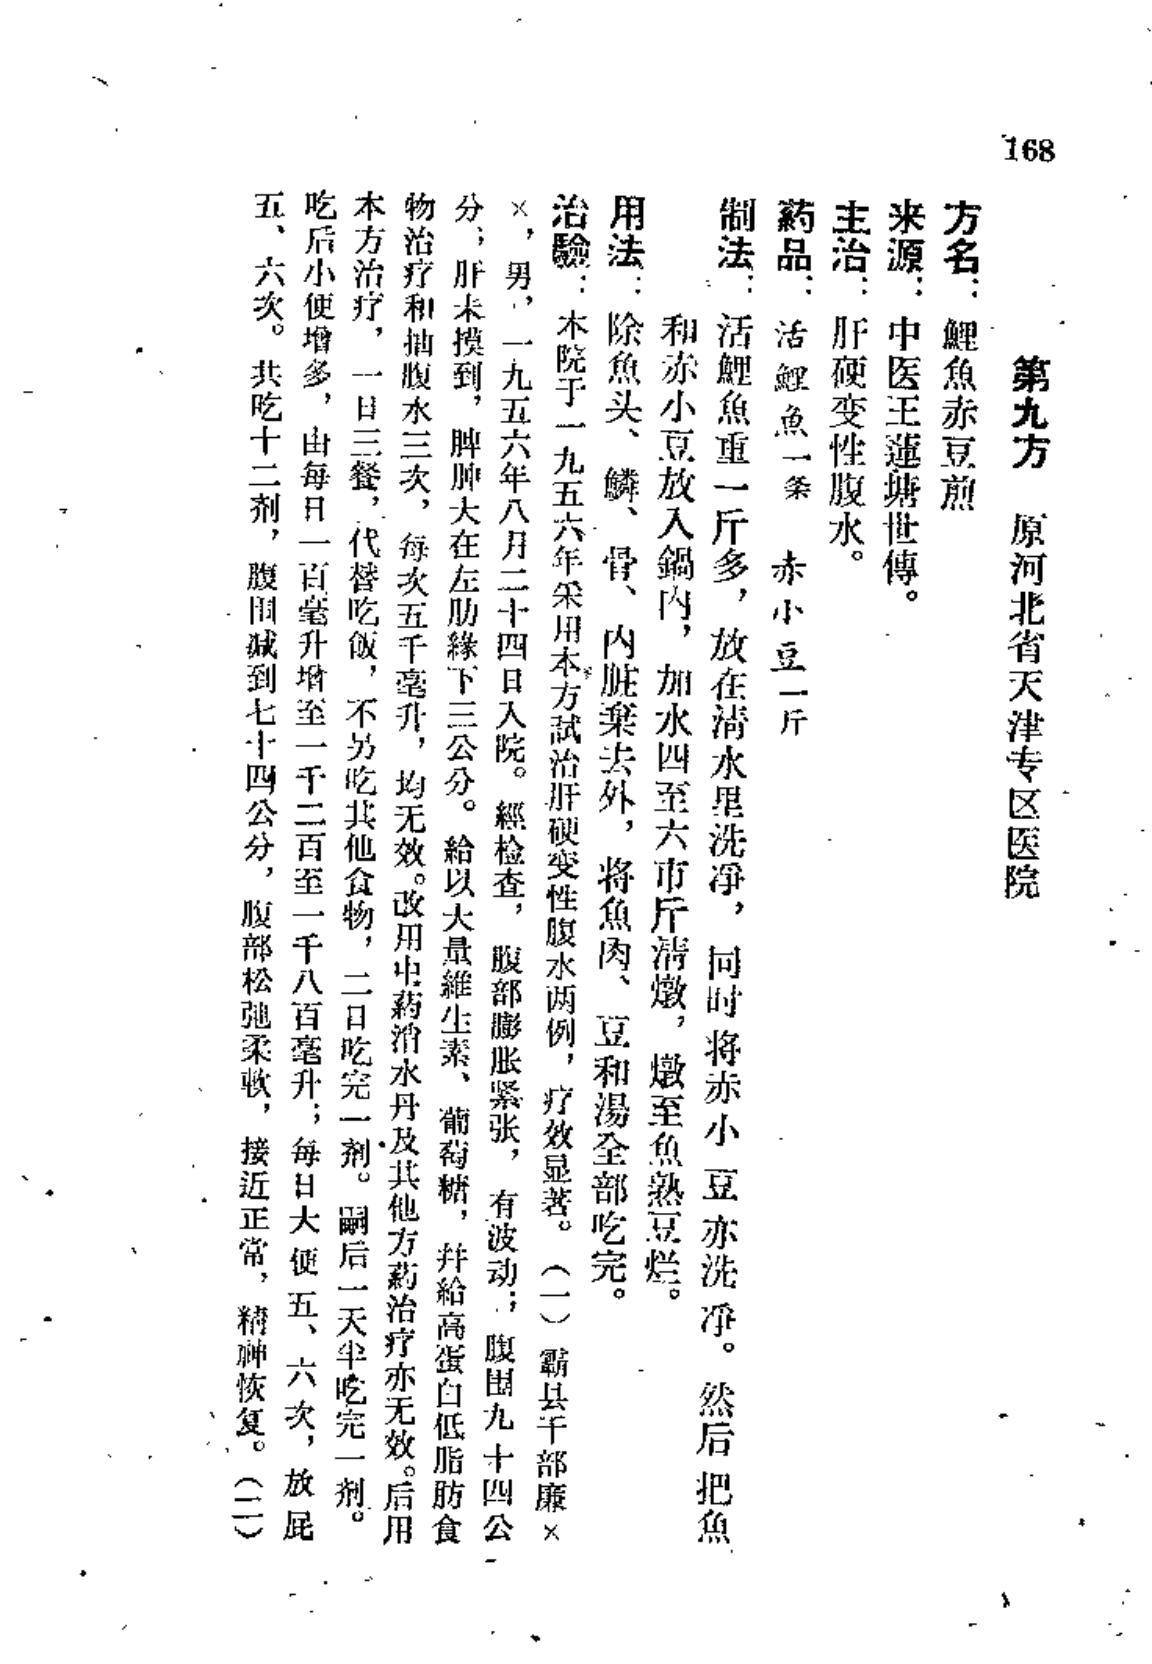 168
第九方　原河北省天津专区医院
方名：鯉魚赤豆煎
来源：中医王蓮塘世傳。
主治：肝硬变性腹水。
药品：活鯉魚一条　赤小豆一斤
制法：活鯉魚重一斤多，放在清水里洗淨，同时将赤小豆亦洗淨。然后把魚
和赤小豆放入鍋內，加水四至六市斤清燉，燉至魚熟豆烂。
用法：除魚头、鱗、骨、內脏棄去外，将魚肉、豆和湯全部吃完。
治驗：本院于一九五六年采用本方試治肝硬变性腹水两例，疗效显著。（一）霸县干部廉×
×，男，一九五六年八月二十四日入院。經检查，腹部膨胀紧张，有波动；腹围九十四公
分，肝未摸到，脾肿大在左肋緣下三公分。給以大量維生素、葡萄糖，幷給高蛋白低脂肪食
物治疗和抽腹水三次，每次五千毫升，均无效。改用中药消水丹及其他方药治疗亦无效。后用
本方治疗，一日三餐，代替吃飯，不另吃其他食物，二日吃完一剂。嗣后一天半吃完一剂。
吃后小便增多，由每日一百毫升增至一千二百至一千八百毫升；每日大便五、六次，放屁
五、六次。共吃十二剂，腹围减到七十四公分，腹部松弛柔軟，接近正常，精神恢复。（二）